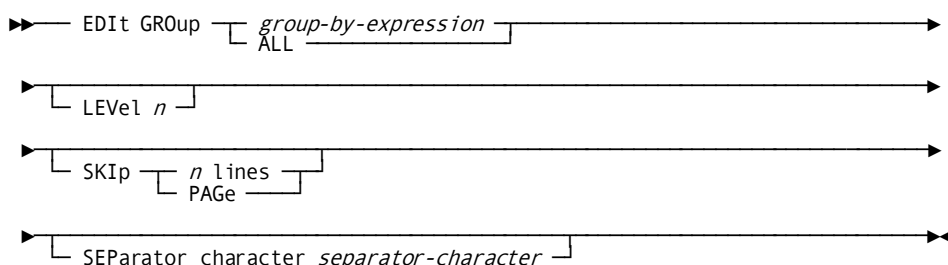 EDIt GROup group-by-expression
ALL
LEVel n
SKIp n lines
PAGe
SEParator character separator-character